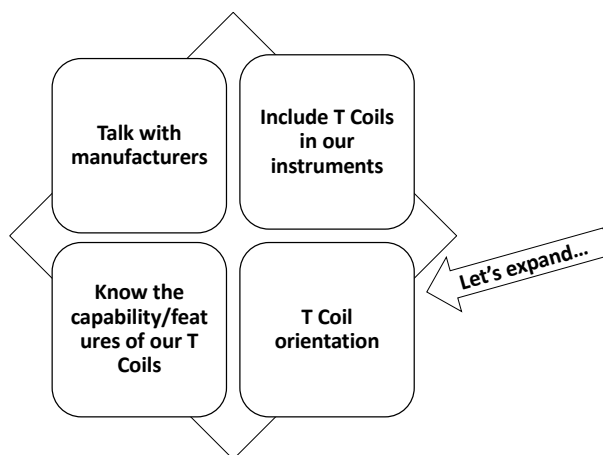 Talk with
manufacturers
Include T Coils
in our
instruments
Know the
capability/feat
ures of our T
Coils
T Coil
orientation
Let's expand...